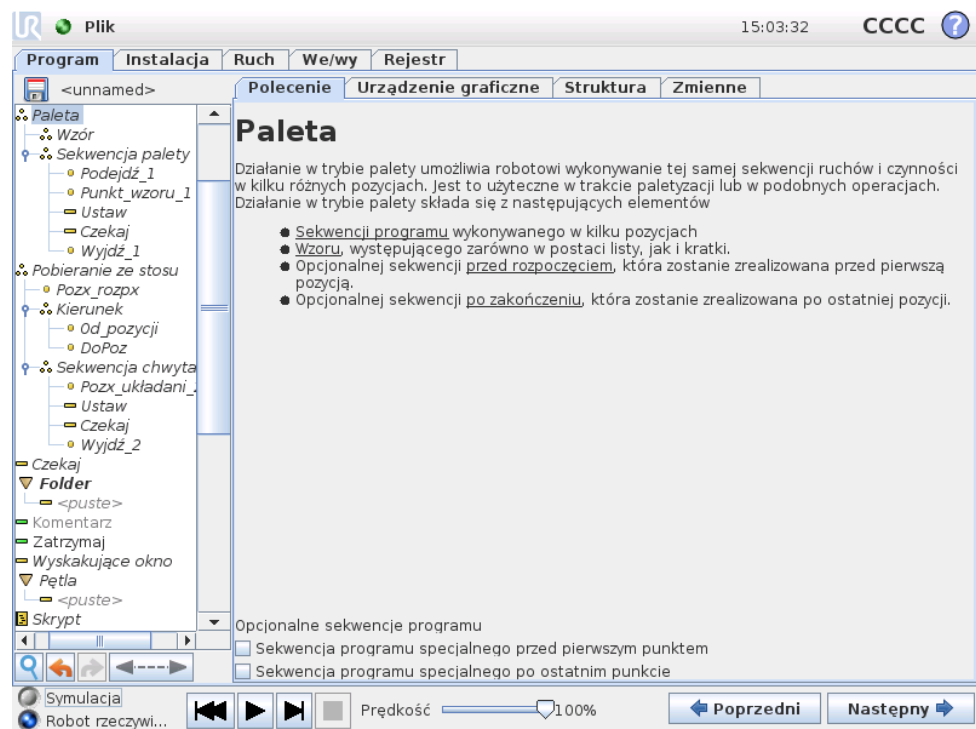 UR Plik 15:03:32 CCCC ?
Program Instalacja Ruch We/wy Rejestr
<unnamed>
Polecenie Urządzenie graficzne Struktura Zmienne
Paleta
Wzór
Sekwencja palety
Podejdź_1
Punkt_wzoru_1
Ustaw
Czekaj
Wyjdź_1
Pobieranie ze stosu
Pozx_rozpx
Kierunek
Od_pozycji
DoPoz
Sekwencja chwyta
Pozx_układani_
Ustaw
Czekaj
Wyjdź_2
Czekaj
Folder
<puste>
Komentarz
Zatrzymaj
Wyskakujące okno
Pętla
<puste>
Skrypt
Paleta
Działanie w trybie palety umożliwia robotowi wykonywanie tej samej sekwencji ruchów i czynności
w kilku różnych pozycjach. Jest to użyteczne w trakcie paletyzacji lub w podobnych operacjach.
Działanie w trybie palety składa się z następujących elementów
Sekwencji programu wykonywanego w kilku pozycjach
Wzoru, występującego zarówno w postaci listy, jak i kratki.
Opcjonalnej sekwencji przed rozpoczęciem, która zostanie zrealizowana przed pierwszą
pozycją.
Opcjonalnej sekwencji po zakończeniu, która zostanie zrealizowana po ostatniej pozycji.
Opcjonalne sekwencje programu
Sekwencja programu specjalnego przed pierwszym punktem
Sekwencja programu specjalnego po ostatnim punkcie
Symulacja
Robot rzeczywi...
Prędkość 100%
Poprzedni Następny